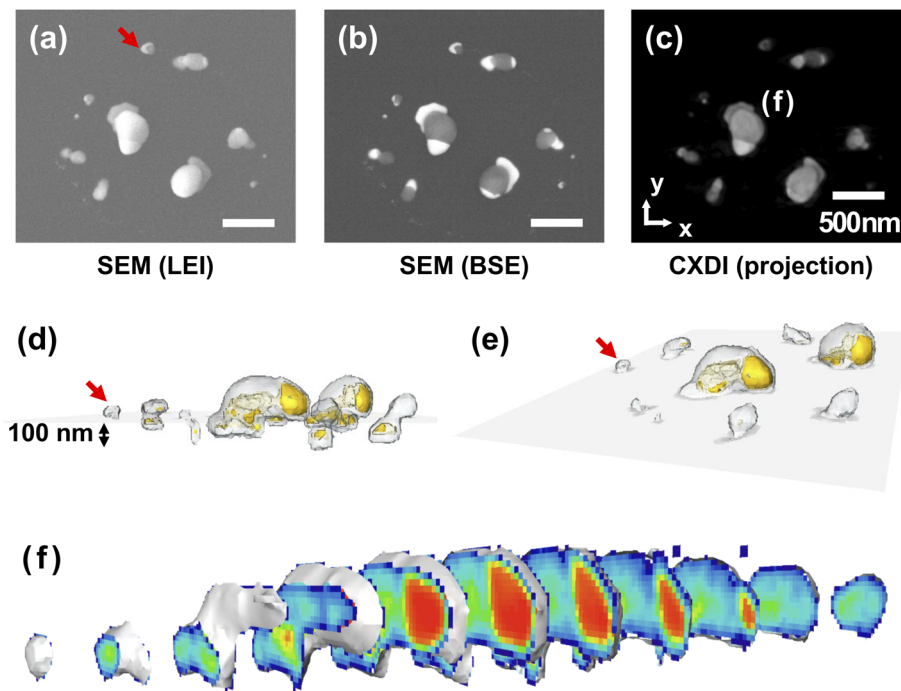 (a)
(b)
(c)
(f)
y
x
500nm
SEM (LEI)
SEM (BSE)
CXDI (projection)
(d)
(e)
100 nm
(f)